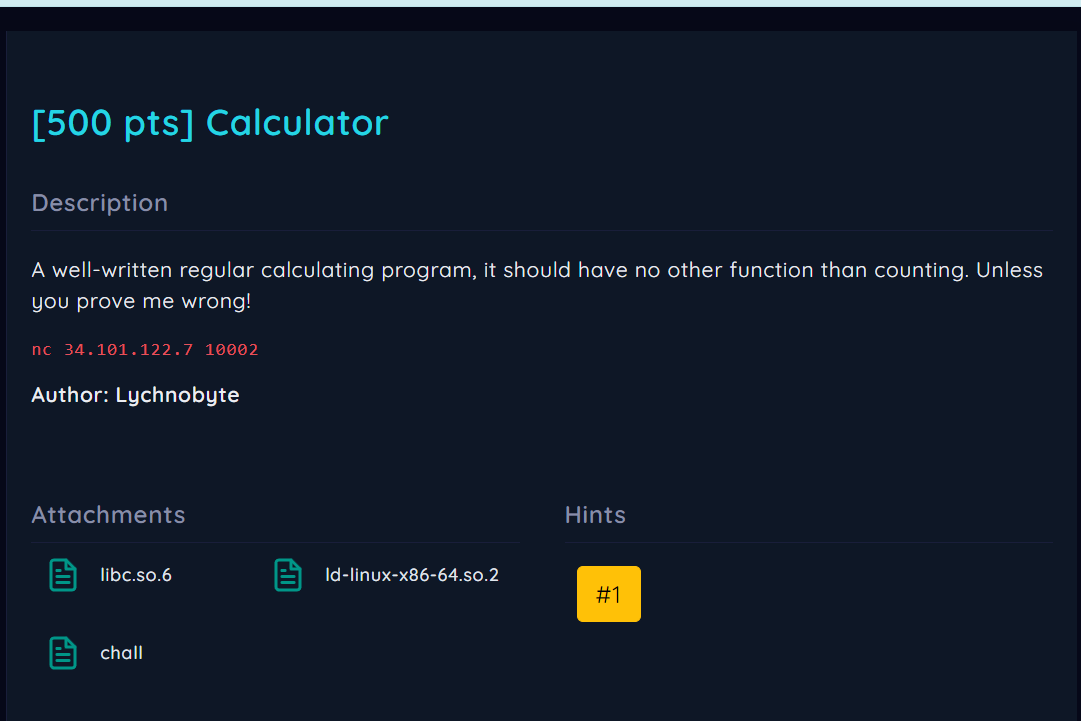 [500 pts] Calculator
Description
A well-written regular calculating program, it should have no other function than counting. Unless
you prove me wrong!
nc 34.101.122.7 10002
Author: Lychnobyte
Attachments
Hints
libc.so.6
ld-linux-x86-64.so.2
#1
chall